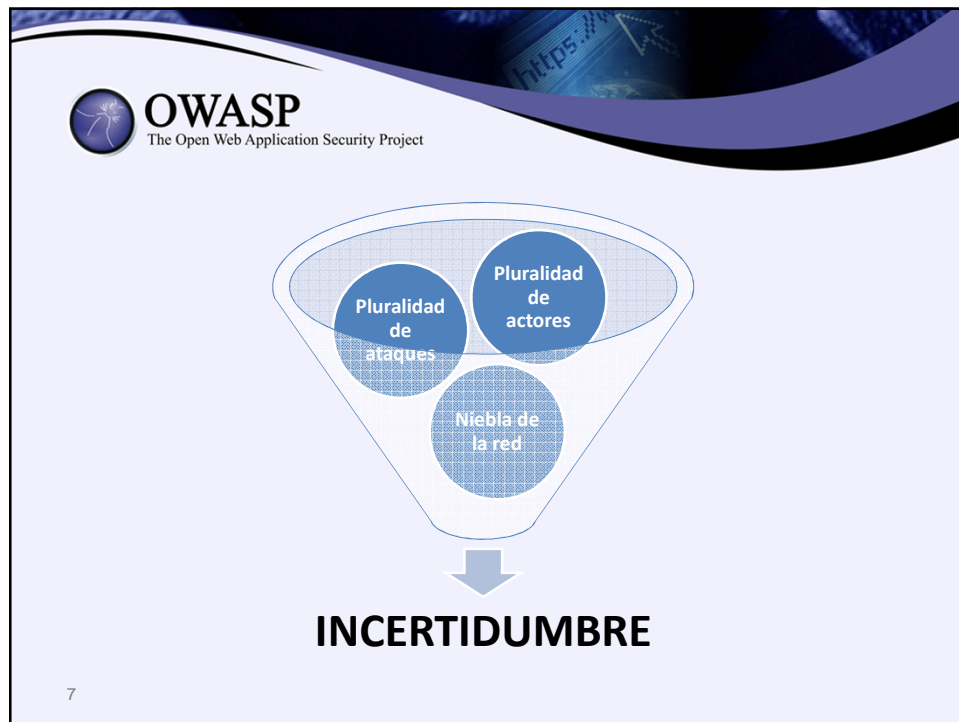 https://w
OWASP
The Open Web Application Security Project
Pluralidad
de
ataques
Pluralidad
de
actores
Niebla de
la red
INCERTIDUMBRE
7